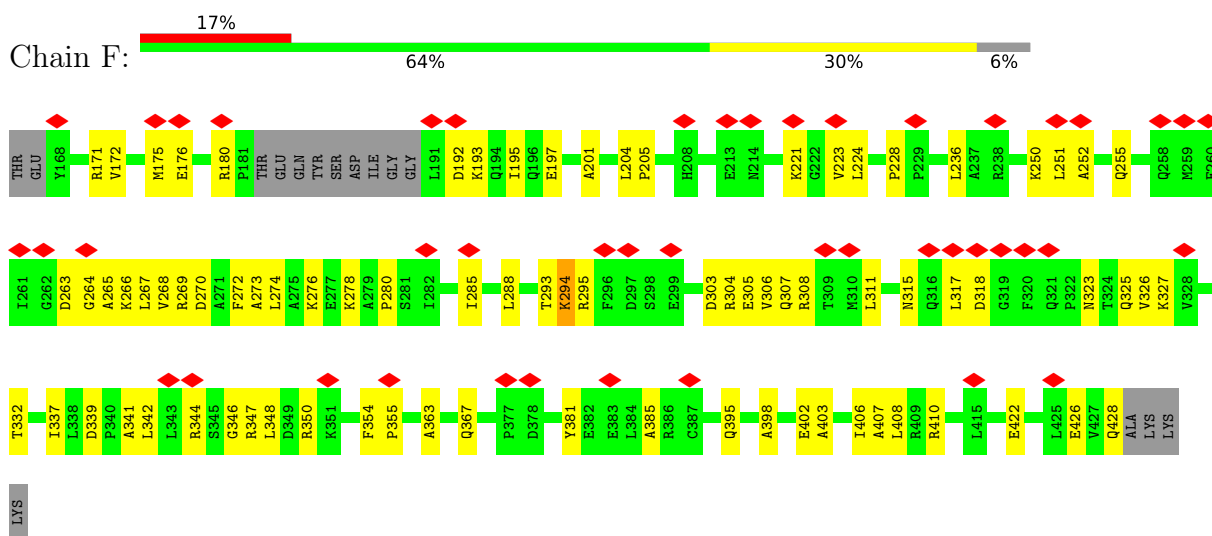 17%
Chain F:
64% 30% 6%
THR GLU Y168 R171 V172 M175 E176 R180 P181 THR GLU GLN TYR SER ASP ILE GLY GLY L191 D192 K193 Q194 I195 Q196 E197 A201 L204 P205 H208 E213 N214 K221 G222 V223 L224 P228 P229 L236 A237 R238 K250 L251 A252 Q255 Q258 M259 E260
I261 G262 D263 G264 A265 K266 L267 V268 R269 D270 A271 F272 A273 L274 A275 K276 E277 K278 A279 P280 S281 I282 I285 L288 T293 K294 R295 F296 D297 S298 E299 D303 R304 E305 V306 Q307 R308 T309 M310 L311 N315 Q316 L317 D318 G319 F320 Q321 P322 N323 T324 Q325 V326 K327 V328
T332 I337 L338 D339 P340 A341 L342 L343 R344 S345 G346 R347 L348 D349 R350 K351 F354 P355 A363 Q367 P377 D378 Y381 E382 E383 L384 A385 R386 C387 Q395 A398 E402 A403 I406 A407 L408 R409 R410 L415 E422 L425 E426 V427 Q428 ALA LYS LYS
LYS